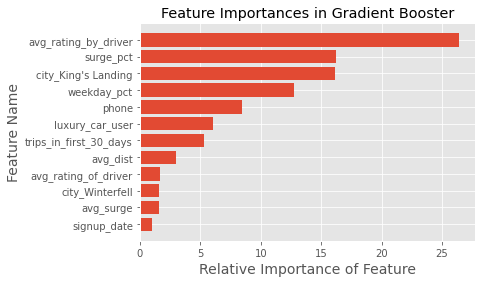 Feature Importances in Gradient Booster
Feature Name
avg_rating_by_driver
surge_pct
city_King's Landing
weekday_pct
phone
luxury_car_user
trips_in_first_30_days
avg_dist
avg_rating_of_driver
city_Winterfell
avg_surge
signup_date
0 5 10 15 20 25
Relative Importance of Feature